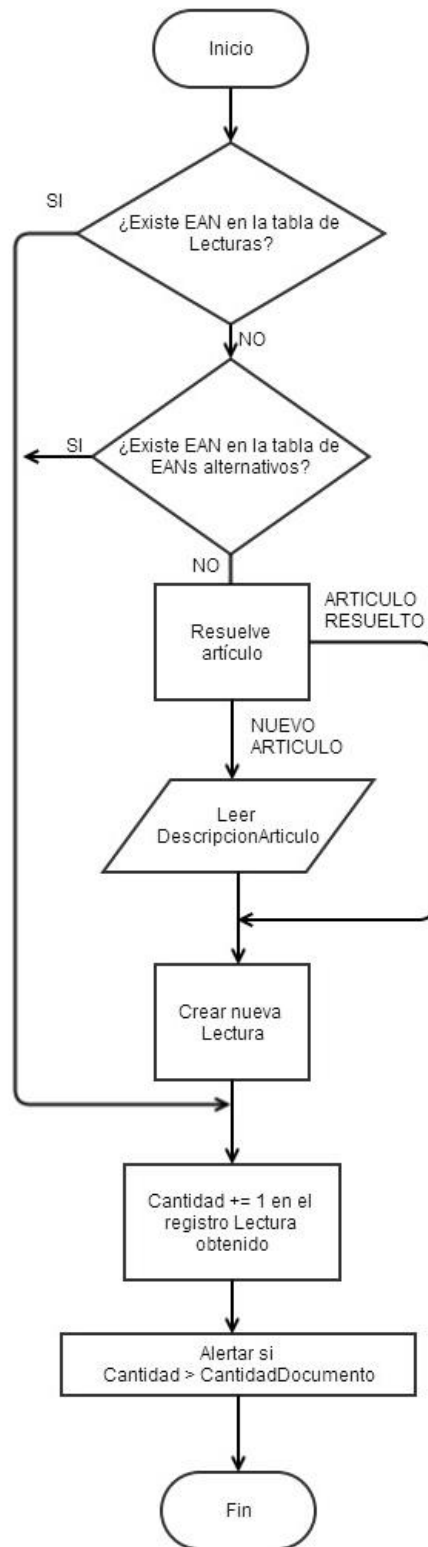 Inicio
SI
¿Existe EAN en la tabla de
Lecturas?
NO
SI
¿Existe EAN en la tabla de
EANs alternativos?
NO
ARTICULO
RESUELTO
Resuelve
artículo
NUEVO
ARTICULO
Leer
DescripcionArticulo
Crear nueva
Lectura
Cantidad += 1 en el
registro Lectura
obtenido
Alertar si
Cantidad > CantidadDocumento
Fin